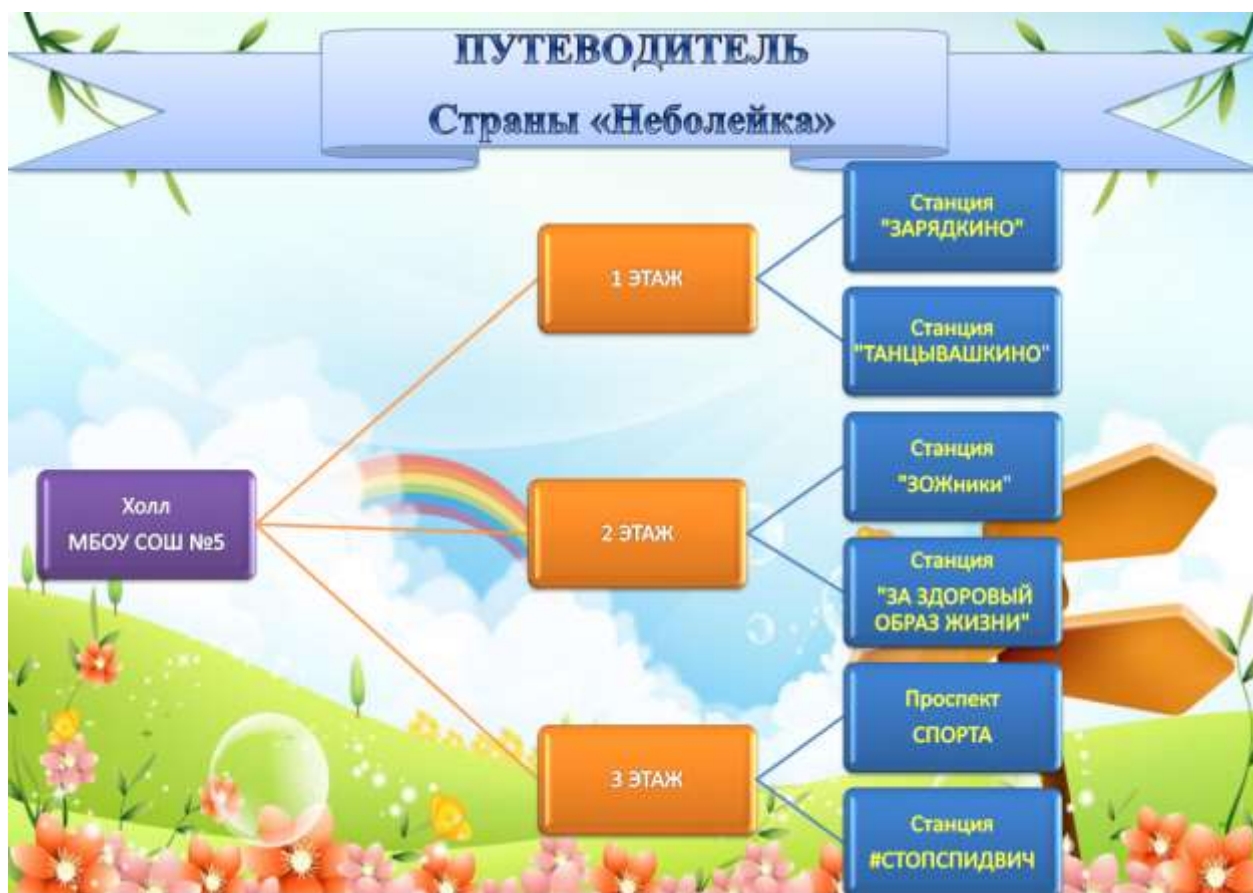 ПУТЕВОДИТЕЛЬ
Страны «Неболейка»
Холл
МБОУ СОШ №5
1 ЭТАЖ
Станция
"ЗАРЯДКИНО"
Станция
"ТАНЦЫВАШКИНО"
2 ЭТАЖ
Станция
"ЗОЖники"
Станция
"ЗА ЗДОРОВЫЙ
ОБРАЗ ЖИЗНИ"
3 ЭТАЖ
Проспект
СПОРТА
Станция
#СТОПСПИДВИЧ